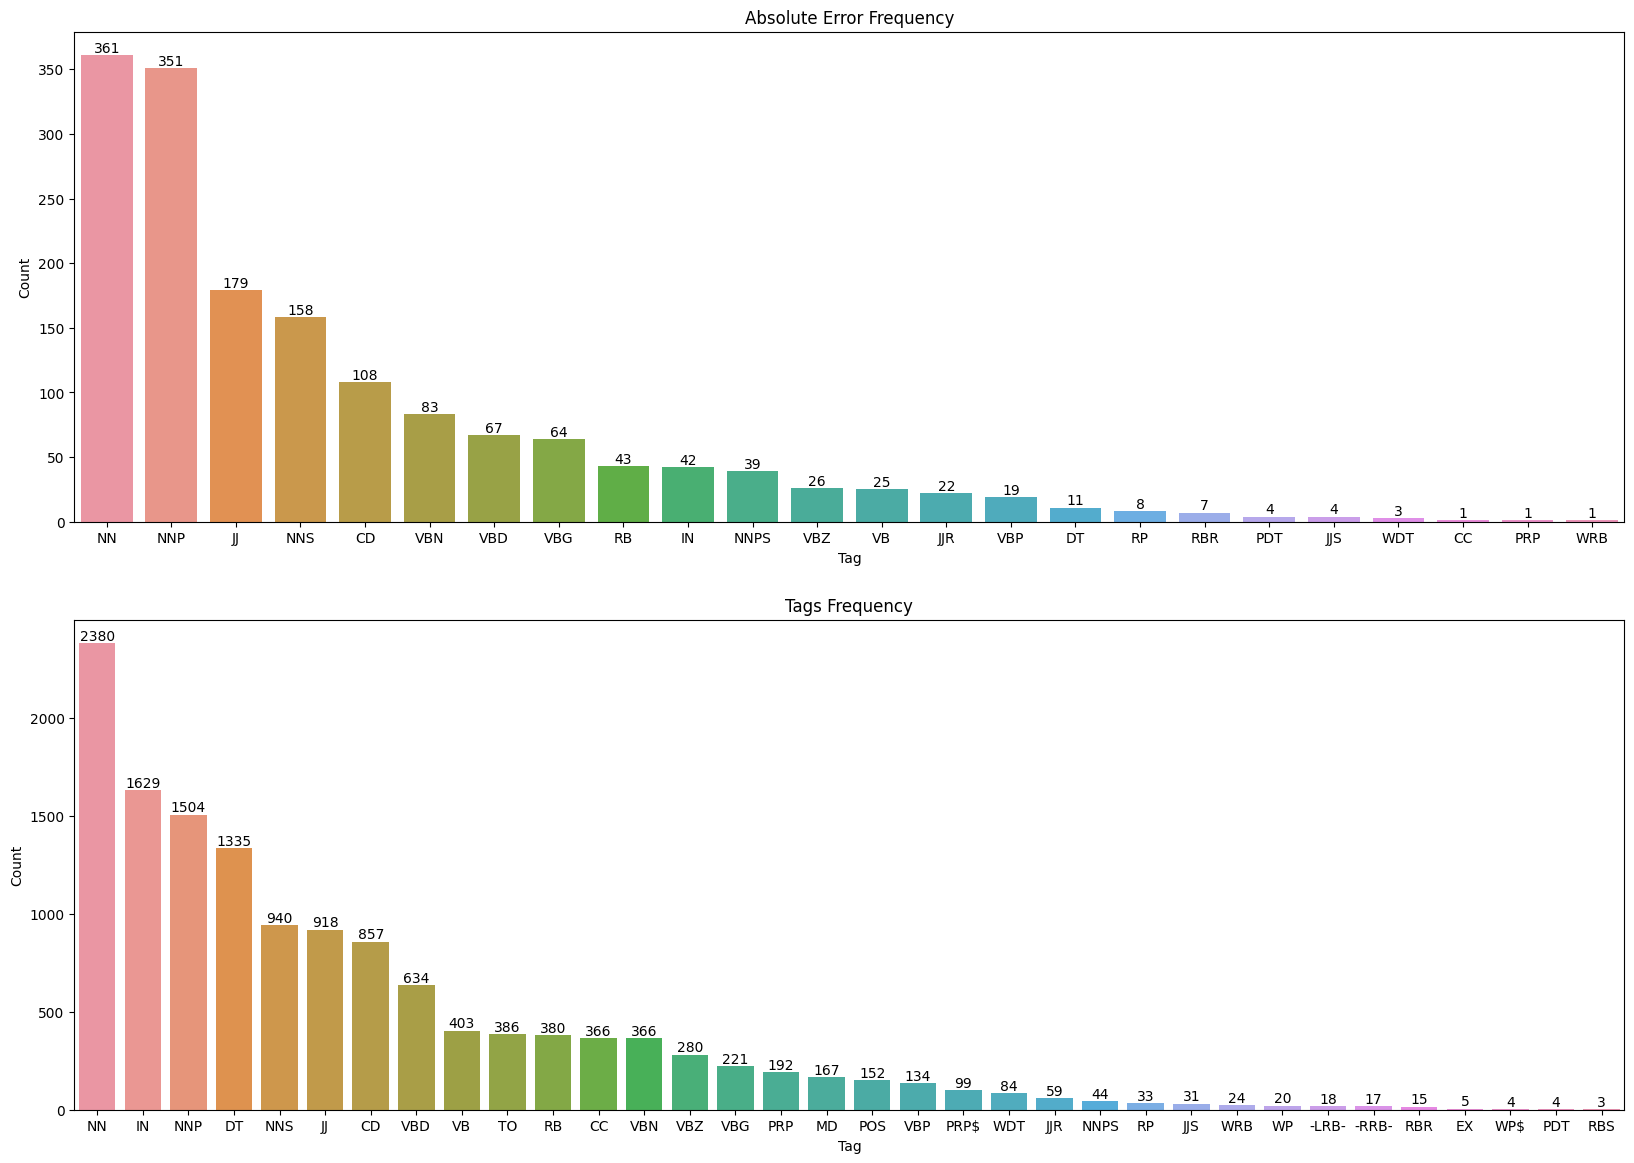 Absolute Error Frequency
Count
350
300
250
200
150
100
50
0
361 351 179 158 108 83 67 64 43 42 39 26 25 22 19 11 8 7 4 4 3 1 1 1
NN NNP JJ NNS CD VBN VBD VBG RB IN NNPS VBZ VB JJR VBP DT RP RBR PDT JJS WDT CC PRP WRB
Tag
Tags Frequency
Count
2000
1500
1000
500
0
2380 1629 1504 1335 940 918 857 634 403 386 380 366 366 280 221 192 167 152 134 99 84 59 44 33 31 24 20 18 17 15 5 4 4 3
NN IN NNP DT NNS JJ CD VBD VB TO RB CC VBN VBZ VBG PRP MD POS VBP PRP$ WDT JJR NNPS RP JJS WRB WP -LRB- -RRB- RBR EX WP$ PDT RBS
Tag